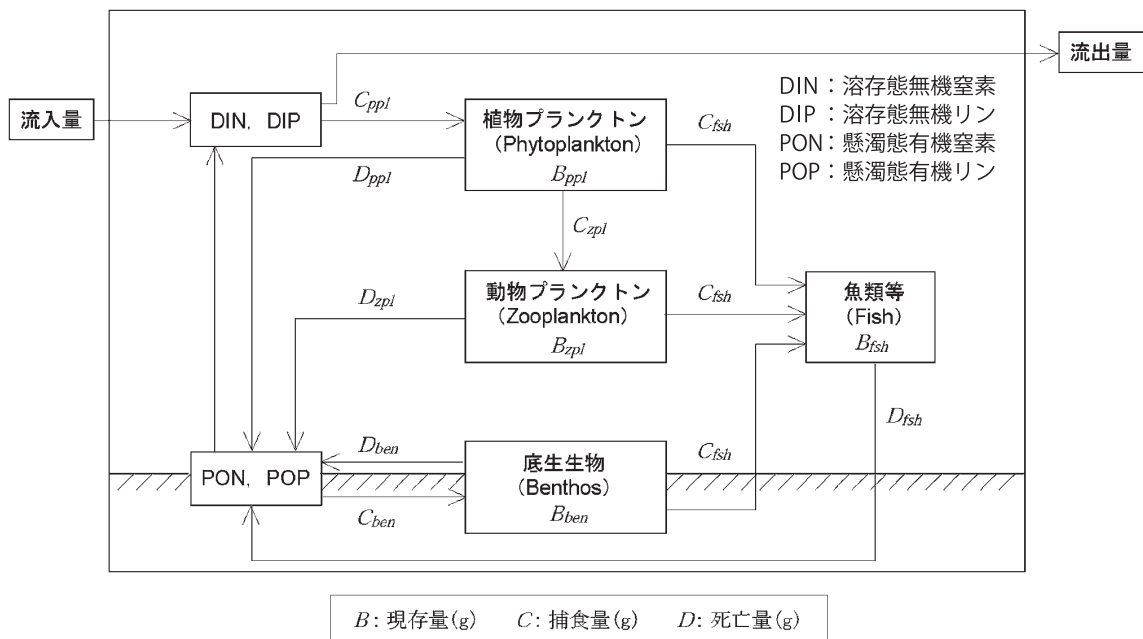 流入量
流出量
DIN：溶存態無機窒素
DIP：溶存態無機リン
PON：懸濁態有機窒素
POP：懸濁態有機リン
DIN, DIP
Cppl
植物プランクトン
(Phytoplankton)
Bppl
Cfsh
Dppl
Czpl
動物プランクトン
(Zooplankton)
Bzpl
Dzpl
Cfsh
魚類等
(Fish)
Bfsh
Dfsh
PON, POP
Dben
Cben
底生生物
(Benthos)
Bben
Cfsh
B: 現存量(g) C: 捕食量(g) D: 死亡量(g)